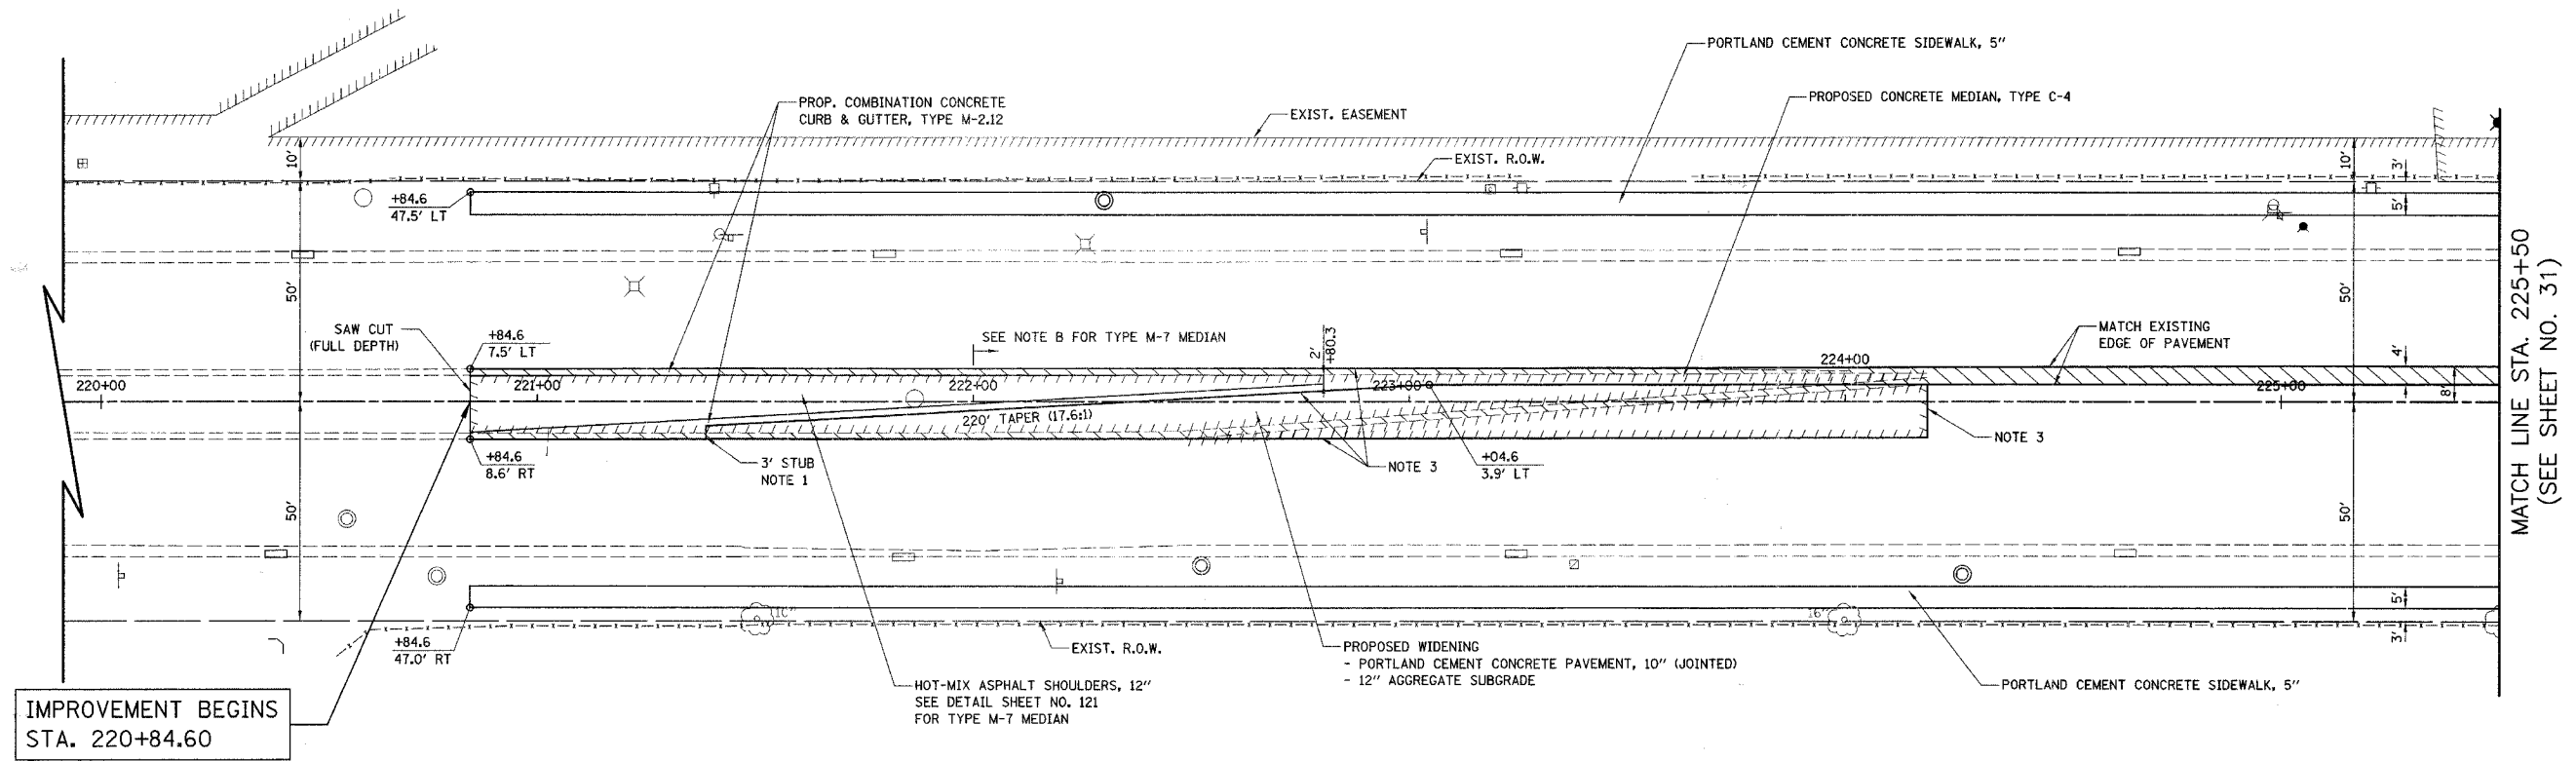 PORTLAND CEMENT CONCRETE SIDEWALK, 5"
PROPOSED CONCRETE MEDIAN, TYPE C-4
PROP. COMBINATION CONCRETE
CURB & GUTTER, TYPE M-2.12
EXIST. EASEMENT
EXIST. R.O.W.
10'
10'
3'
+84.6
47.5' LT
5'
50'
50'
SAW CUT
(FULL DEPTH)
+84.6
7.5' LT
SEE NOTE B FOR TYPE M-7 MEDIAN
2'
+80.3
MATCH EXISTING
EDGE OF PAVEMENT
4'
8'
220+00
221+00
222+00
223+00
224+00
225+00
220' TAPER (17.6:1)
+84.6
8.6' RT
3' STUB
NOTE 1
NOTE 3
+04.6
3.9' LT
NOTE 3
50'
50'
MATCH LINE STA. 225+50
(SEE SHEET NO. 31)
10"
16"
5'
3'
+84.6
47.0' RT
EXIST. R.O.W.
PROPOSED WIDENING
- PORTLAND CEMENT CONCRETE PAVEMENT, 10" (JOINTED)
- 12" AGGREGATE SUBGRADE
HOT-MIX ASPHALT SHOULDERS, 12"
SEE DETAIL SHEET NO. 121
FOR TYPE M-7 MEDIAN
PORTLAND CEMENT CONCRETE SIDEWALK, 5"
IMPROVEMENT BEGINS
STA. 220+84.60